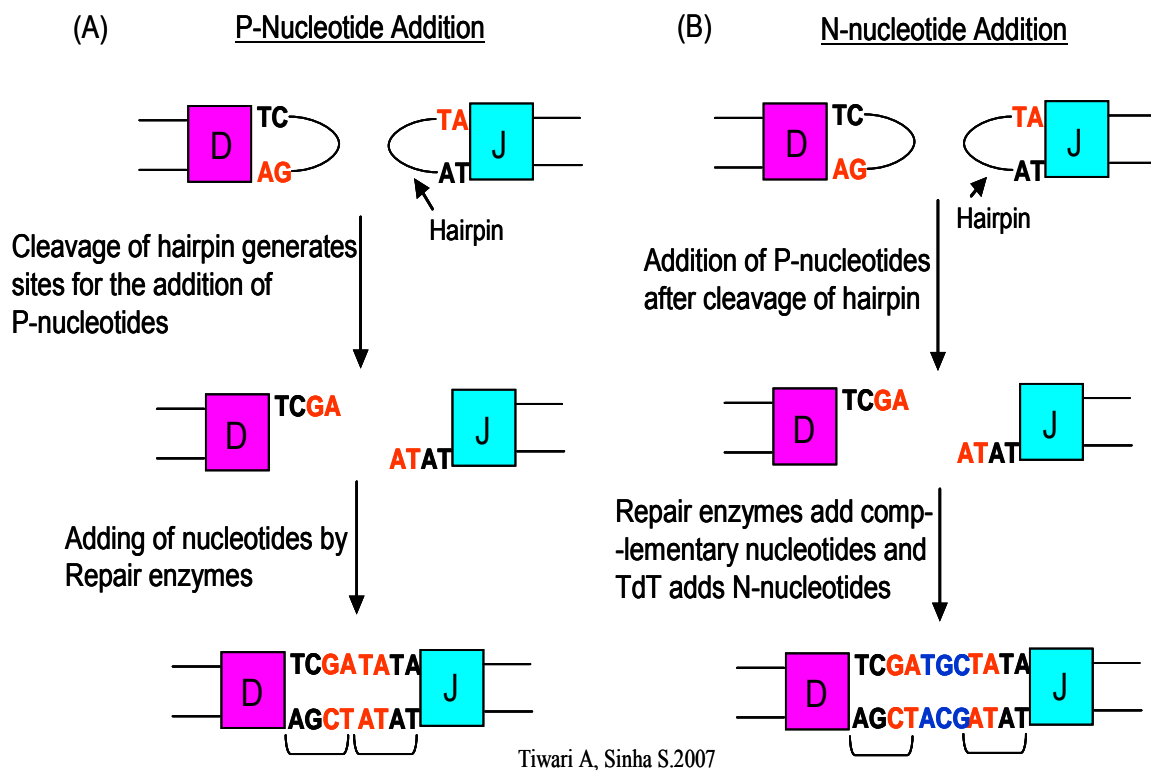 (A) P-Nucleotide Addition
D
TC
AG
TA
AT
J
Hairpin
Cleavage of hairpin generates
sites for the addition of
P-nucleotides
D
TCGA
ATAT
J
Adding of nucleotides by
Repair enzymes
D
TCGATATA
AGCTATAT
J
(B) N-nucleotide Addition
D
TC
AG
TA
AT
J
Hairpin
Addition of P-nucleotides
after cleavage of hairpin
D
TCGA
ATAT
J
Repair enzymes add comp-
-lementary nucleotides and
TdT adds N-nucleotides
D
TCGATGCTATA
AGCTACGATAT
J
Tiwari A, Sinha S.2007